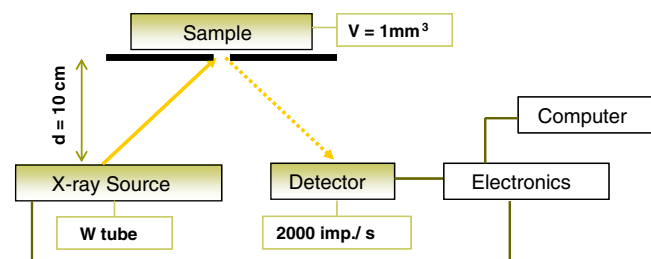 Sample
V = 1mm³
d = 10 cm
Computer
X-ray Source
Detector
Electronics
W tube
2000 imp./ s